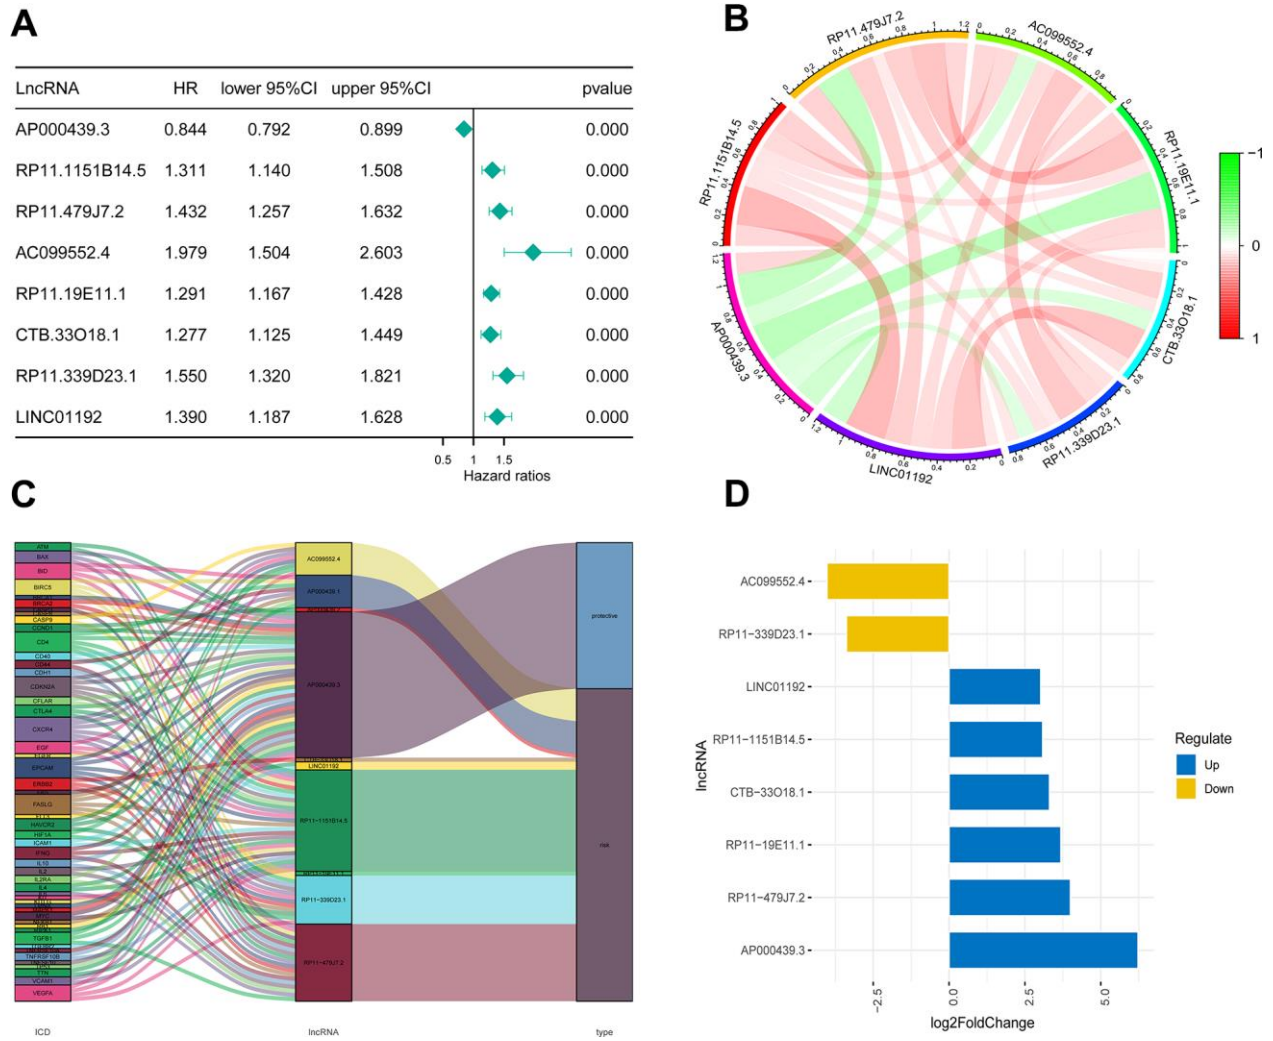 A
LncRNA HR lower 95%CI upper 95%CI pvalue
AP000439.3 0.844 0.792 0.899 0.000
RP11.1151B14.5 1.311 1.140 1.508 0.000
RP11.479J7.2 1.432 1.257 1.632 0.000
AC099552.4 1.979 1.504 2.603 0.000
RP11.19E11.1 1.291 1.167 1.428 0.000
CTB.33O18.1 1.277 1.125 1.449 0.000
RP11.339D23.1 1.550 1.320 1.821 0.000
LINC01192 1.390 1.187 1.628 0.000
0.5 1 1.5
Hazard ratios
B
RP11.479J7.2
AC099552.4
RP11.19E11.1
CTB.33O18.1
RP11.339D23.1
LINC01192
AP000439.3
RP11.1151B14.5
-1
0
1
C
ATM
BAX
BID
BIRC5
BRCA2
CASP9
CCND1
CD4
CD40
CD44
CDH1
CDKN2A
CFLAR
CTLA4
CXCR4
EGF
EPCAM
ERBB2
FASLG
HAVCR2
HIF1A
ICAM1
IFNG
IL10
IL2
IL2RA
IL4
MYC
TGFB1
TNFRSF10B
TTN
VCAM1
VEGFA
AC099552.4
AP000439.3
LINC01192
RP11-1151B14.5
RP11-339D23.1
RP11-479J7.2
protective
risk
ICD lncRNA type
D
AC099552.4
RP11-339D23.1
LINC01192
RP11-1151B14.5
CTB-33O18.1
RP11-19E11.1
RP11-479J7.2
AP000439.3
lncRNA
-2.5 0.0 2.5 5.0
log2FoldChange
Regulate
Up
Down